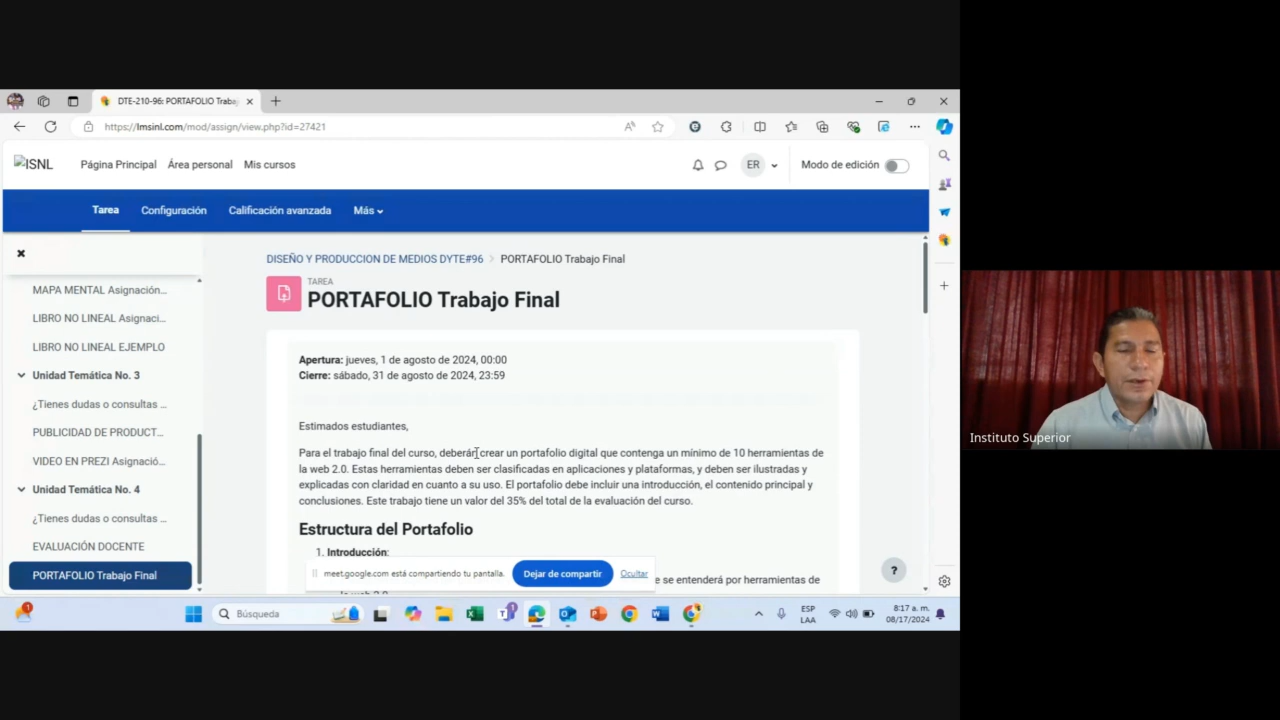 DTE-210-96: PORTAFOLIO Traba
https://lmsinl.com/mod/assign/view.php?id=27421
ISNL
Página Principal Área personal Mis cursos
ER
Modo de edición
Tarea Configuración Calificación avanzada Más
MAPA MENTAL Asignación...
LIBRO NO LINEAL Asignaci...
LIBRO NO LINEAL EJEMPLO
Unidad Temática No. 3
¿Tienes dudas o consultas ...
PUBLICIDAD DE PRODUCT...
VIDEO EN PREZI Asignació...
Unidad Temática No. 4
¿Tienes dudas o consultas ...
EVALUACIÓN DOCENTE
PORTAFOLIO Trabajo Final
DISEÑO Y PRODUCCION DE MEDIOS DYTE#96 > PORTAFOLIO Trabajo Final
TAREA
PORTAFOLIO Trabajo Final
Apertura: jueves, 1 de agosto de 2024, 00:00
Cierre: sábado, 31 de agosto de 2024, 23:59
Estimados estudiantes,
Para el trabajo final del curso, deberán crear un portafolio digital que contenga un mínimo de 10 herramientas de
la web 2.0. Estas herramientas deben ser clasificadas en aplicaciones y plataformas, y deben ser ilustradas y
explicadas con claridad en cuanto a su uso. El portafolio debe incluir una introducción, el contenido principal y
conclusiones. Este trabajo tiene un valor del 35% del total de la evaluación del curso.
Estructura del Portafolio
1. Introducción:
e se entenderá por herramientas de
la web 2.0
meet.google.com está compartiendo tu pantalla.
Dejar de compartir
Ocultar
?
Búsqueda
ESP
LAA
8:17 a. m.
08/17/2024
Instituto Superior